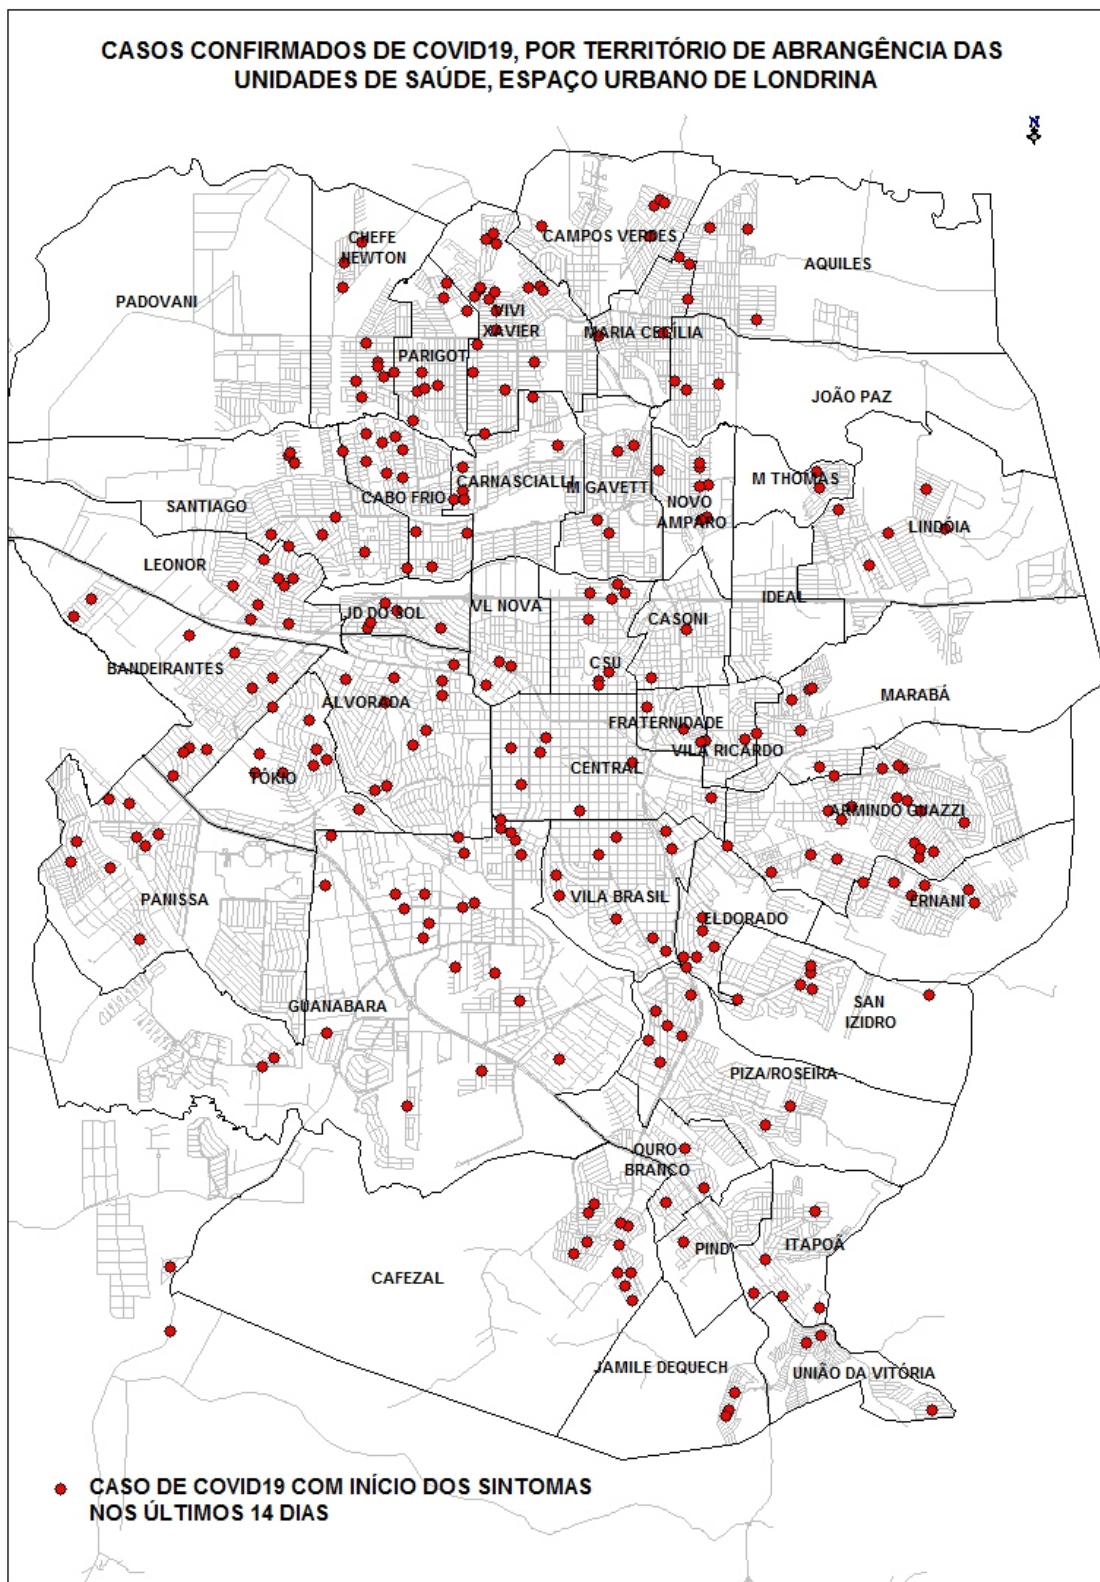 CASOS CONFIRMADOS DE COVID19, POR TERRITÓRIO DE ABRANGÊNCIA DAS
UNIDADES DE SAÚDE, ESPAÇO URBANO DE LONDRINA
N
CHEFE
NEWTON
CAMPOS VERDES
AQUILES
PADOVANI
VIVI
XAVIER
MARIA CECÍLIA
PARIGOT
JOÃO PAZ
M THOMAS
CARNASCIALLI
M GAVETTI
CABO FRIO
NOVO
AMPARO
SANTIAGO
LINDÓIA
LEONOR
IDEAL
VL NOVA
JD DO SOL
CASONI
CSU
BANDEIRANTES
MARABÁ
ALVORADA
FRATERNIDADE
VILA RICARDO
CENTRAL
TÓKIO
ARMINDO GUAZZI
PANISSA
VILA BRASIL
ERNANI
ELDORADO
GUANABARA
SAN
IZIDRO
PIZA/ROSEIRA
OURO
BRANCO
PIND
ITAPOÃ
CAFEZAL
JAMILE DEQUECH
UNIÃO DA VITÓRIA
CASO DE COVID19 COM INÍCIO DOS SINTOMAS
NOS ÚLTIMOS 14 DIAS